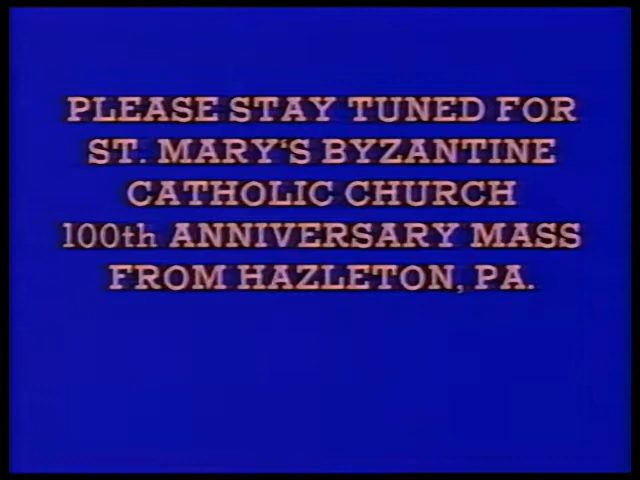 PLEASE STAY TUNED FOR
ST. MARY'S BYZANTINE
CATHOLIC CHURCH
100th ANNIVERSARY MASS
FROM HAZLETON, PA.